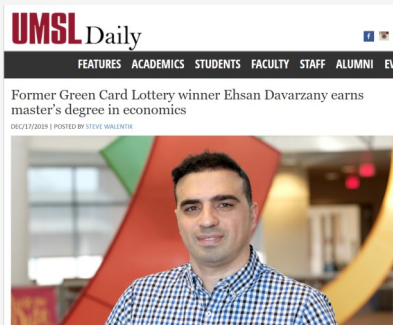 UMSL Daily
FEATURES ACADEMICS STUDENTS FACULTY STAFF ALUMNI
Former Green Card Lottery winner Ehsan Davarzany earns
master's degree in economics
DEC/17/2019 | POSTED BY STEVE WALENTIK